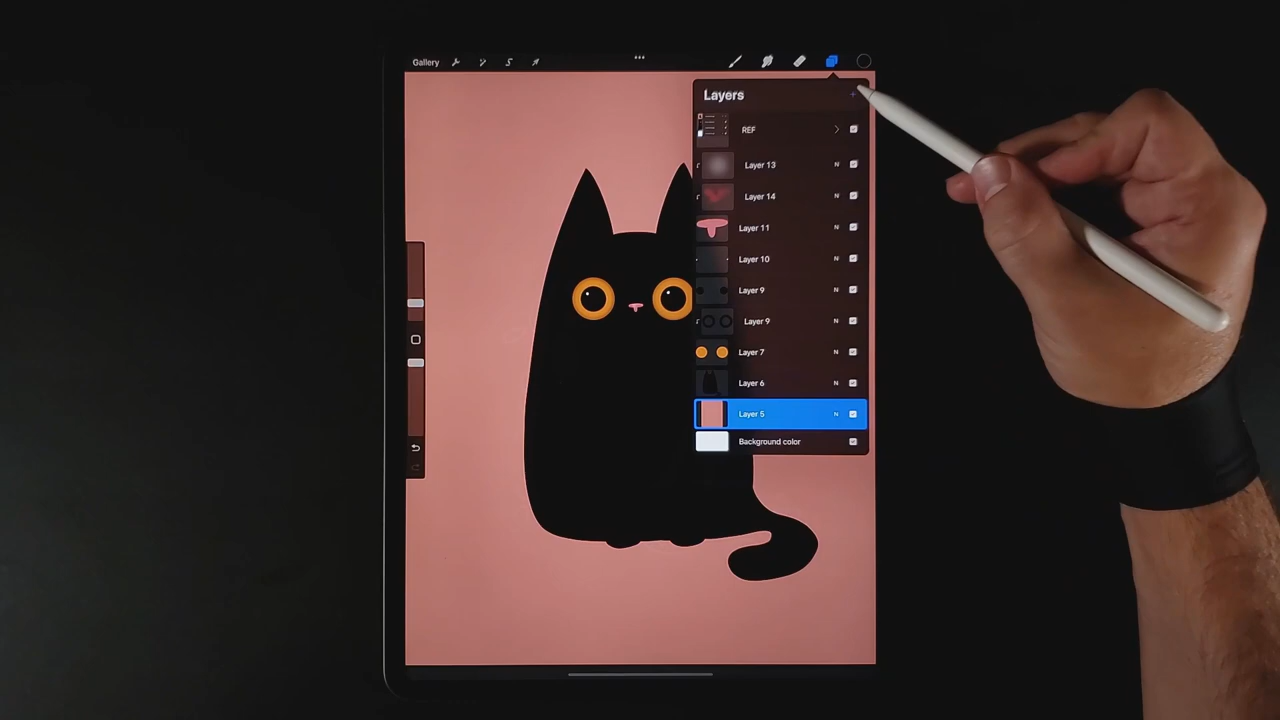 Gallery
Layers
REF
Layer 13 N
Layer 14 N
Layer 11 N
Layer 10 N
Layer 9 N
Layer 9 N
Layer 7 N
Layer 6 N
Layer 5 N
Background color